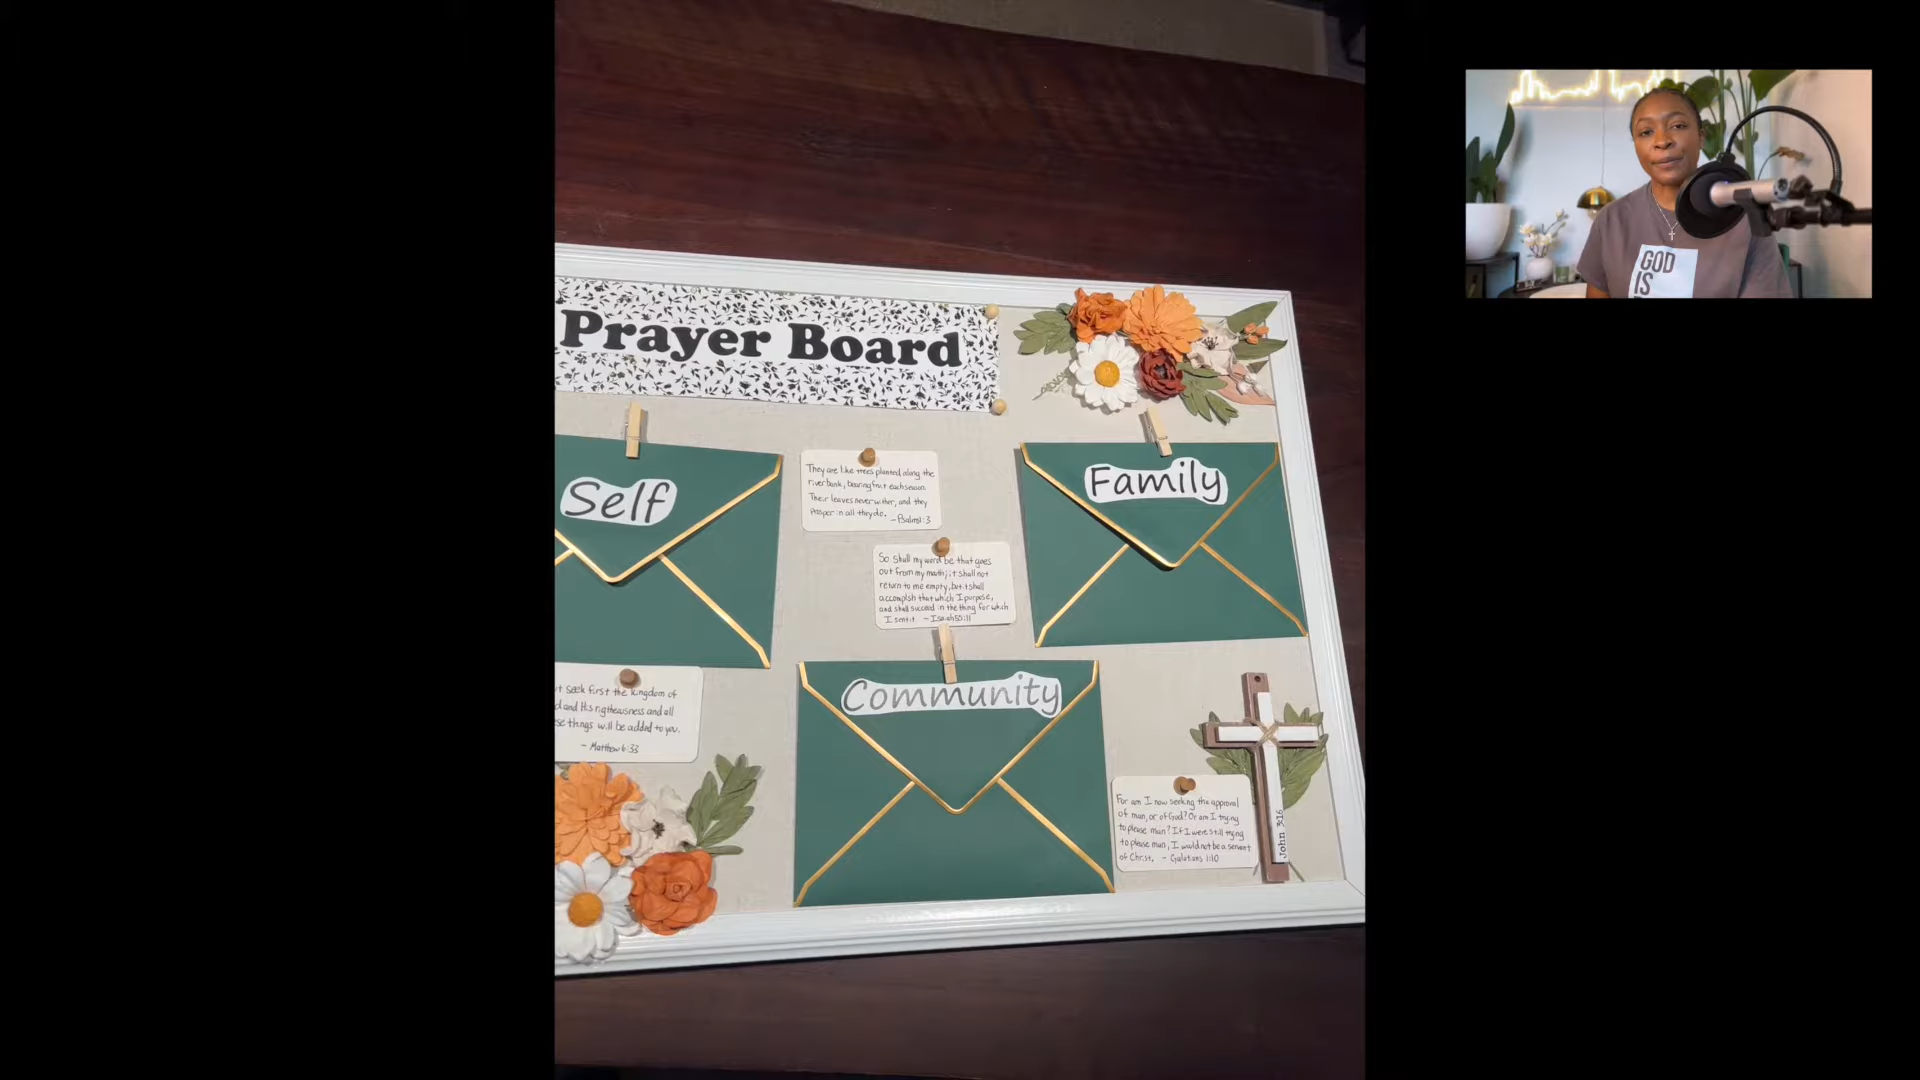 Prayer Board
Self
They are like trees planted along the
riverbank, bearing fruit each season.
Their leaves never wither, and they
Prosper in all they do.
- Psalms 1:3
Family
So shall my word be that goes
out from my mouth; it shall not
return to me empty, but it shall
accomplish that which I purpose,
and shall succeed in the thing for which
I sent it - Isaiah 55:11
Community
t seek first the kingdom of
d and His righteousness and all
se things will be added to you.
- Matthew 6:33
For am I now seeking the approval
of man, or of God? Or am I trying
to please man? If I were still trying
to please man, I would not be a servant
of Christ. - Galatians 1:10
John 3:16
GOD
IS